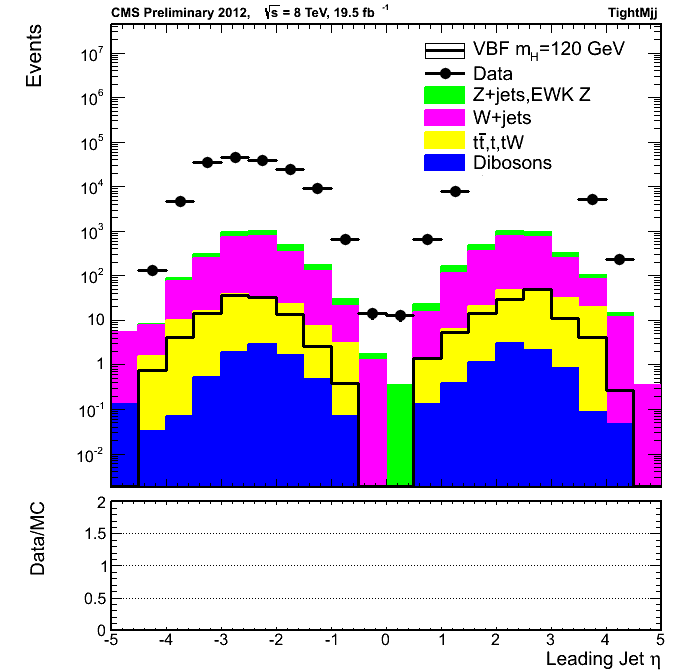 CMS Preliminary 2012, √s = 8 TeV, 19.5 fb⁻¹ TightMjj
Events
VBF m_H=120 GeV
Data
Z+jets,EWK Z
W+jets
tt̄,t,tW
Dibosons
10⁷
10⁶
10⁵
10⁴
10³
10²
10
1
10⁻¹
10⁻²
Data/MC
2
1.5
1
0.5
0
-5 -4 -3 -2 -1 0 1 2 3 4 5
Leading Jet η